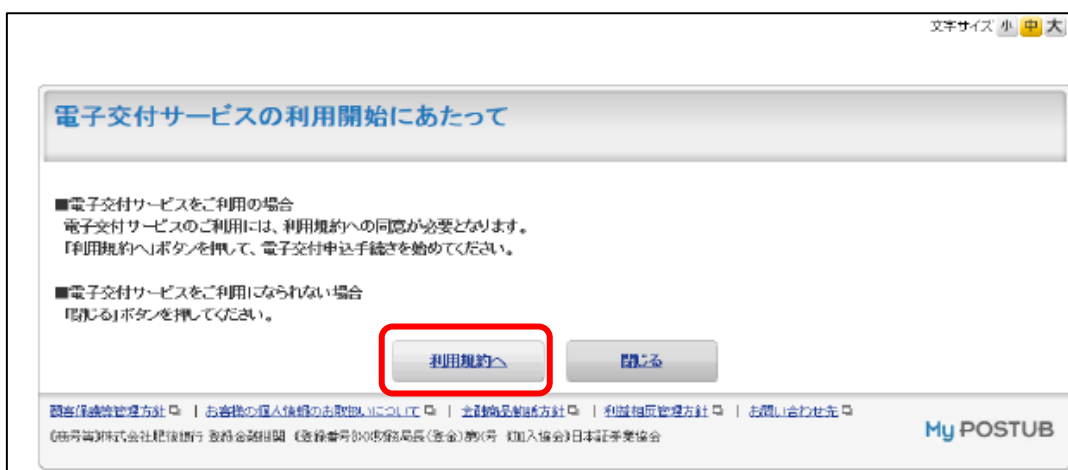 文字サイズ 小 中 大
電子交付サービスの利用開始にあたって
■電子交付サービスをご利用の場合
電子交付サービスのご利用には、利用規約への同意が必要となります。
「利用規約へ」ボタンを押して、電子交付申込手続きを始めてください。
■電子交付サービスをご利用になられない場合
「閉じる」ボタンを押してください。
利用規約へ 閉じる
顧客保護等管理方針 | お客様の個人情報のお取扱いについて | 金融商品勧誘方針 | 利益相反管理方針 | お問い合わせ先
株式会社肥後銀行 登録金融機関 日本証券業協会
My POSTUB